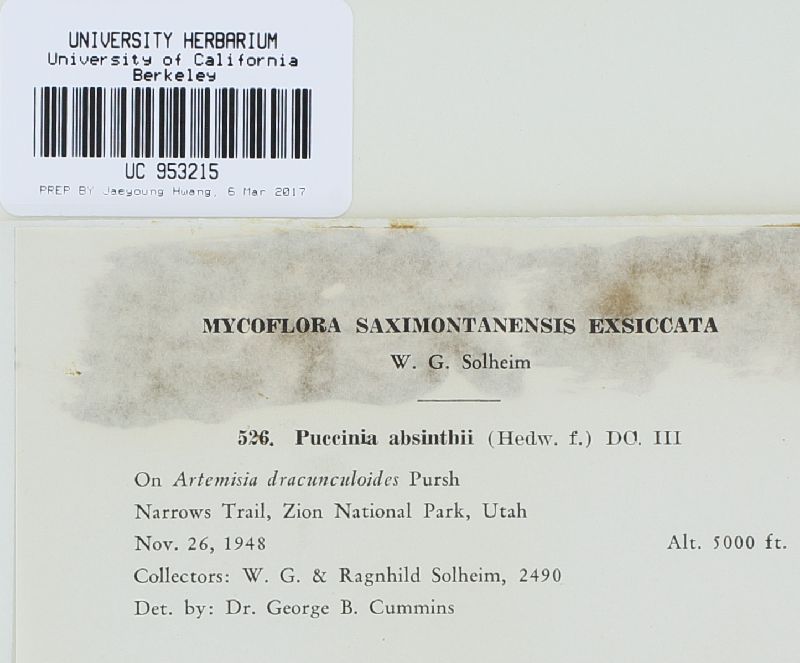 UNIVERSITY HERBARIUM
University of California
Berkeley
UC 953215
PREP BY Jaeyoung Hwang, 6 Mar 2017
MYCOFLORA SAXIMONTANENSIS EXSICCATA
W. G. Solheim
526. Puccinia absinthii (Hedw. f.) DC. III
On Artemisia dracunculoides Pursh
Narrows Trail, Zion National Park, Utah
Nov. 26, 1948 Alt. 5000 ft.
Collectors: W. G. & Ragnhild Solheim, 2490
Det. by: Dr. George B. Cummins